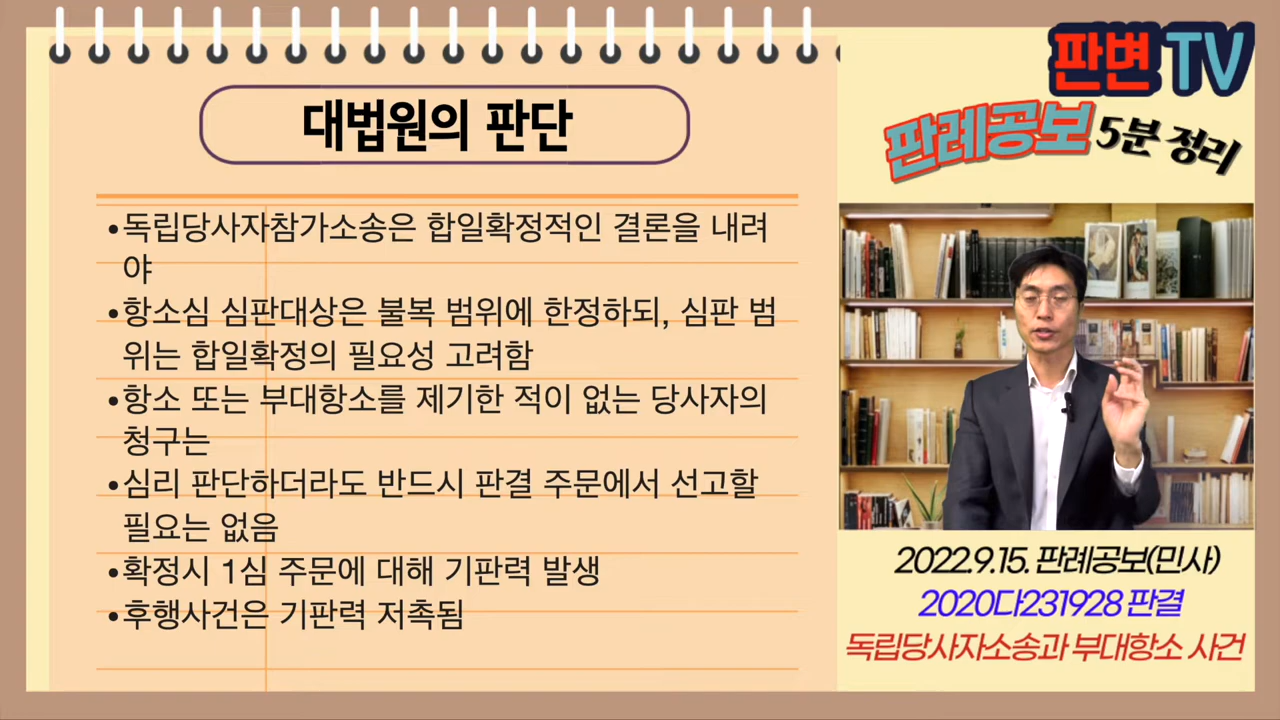 판변 TV
판례공보 5분 정리
대법원의 판단
•독립당사자참가소송은 합일확정적인 결론을 내려
야
•항소심 심판대상은 불복 범위에 한정하되, 심판 범
위는 합일확정의 필요성 고려함
•항소 또는 부대항소를 제기한 적이 없는 당사자의
청구는
•심리 판단하더라도 반드시 판결 주문에서 선고할
필요는 없음
•확정시 1심 주문에 대해 기판력 발생
•후행사건은 기판력 저촉됨
2022.9.15. 판례공보(민사)
2020다231928 판결
독립당사자소송과 부대항소 사건